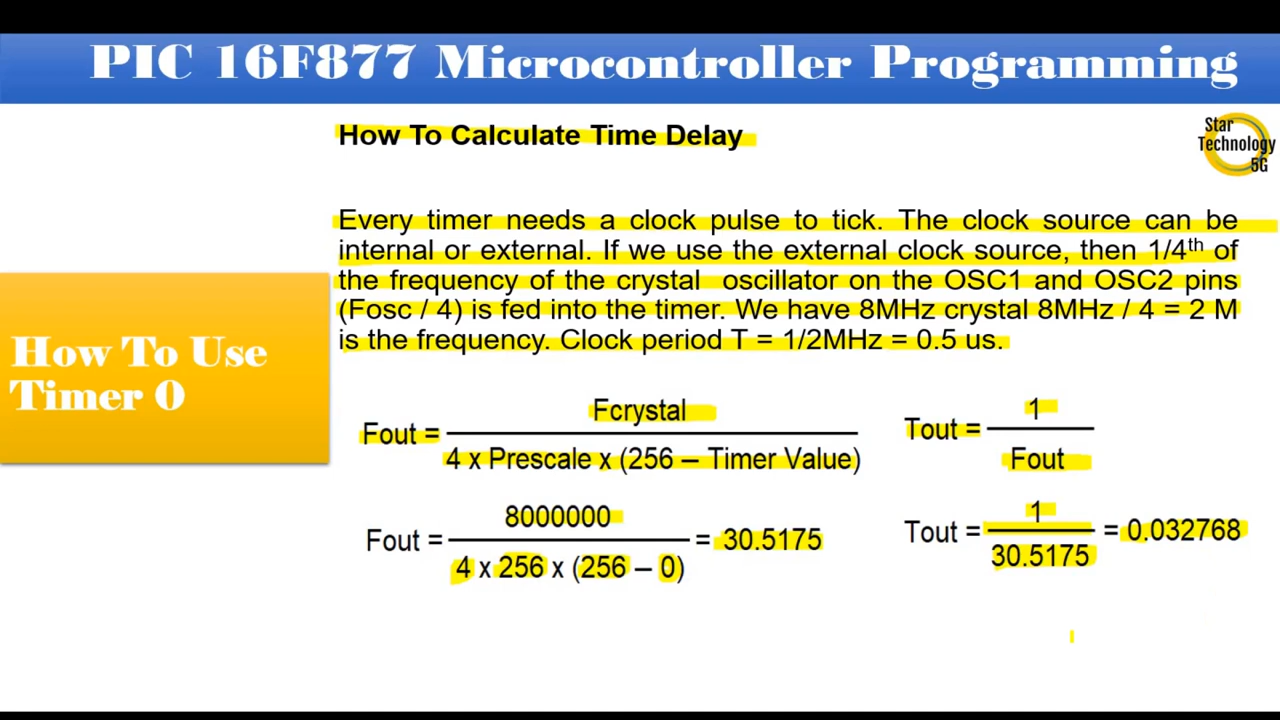 PIC 16F877 Microcontroller Programming
How To Calculate Time Delay
Star
Technology
5G
Every timer needs a clock pulse to tick. The clock source can be
internal or external. If we use the external clock source, then 1/4th of
the frequency of the crystal oscillator on the OSC1 and OSC2 pins
(Fosc / 4) is fed into the timer. We have 8MHz crystal 8MHz / 4 = 2 M
is the frequency. Clock period T = 1/2MHz = 0.5 us.
How To Use
Timer 0
Fcrystal
Fout =
4 x Prescale x (256 – Timer Value)
1
Tout =
Fout
8000000
Fout = = 30.5175
4 x 256 x (256 – 0)
1
Tout = = 0.032768
30.5175